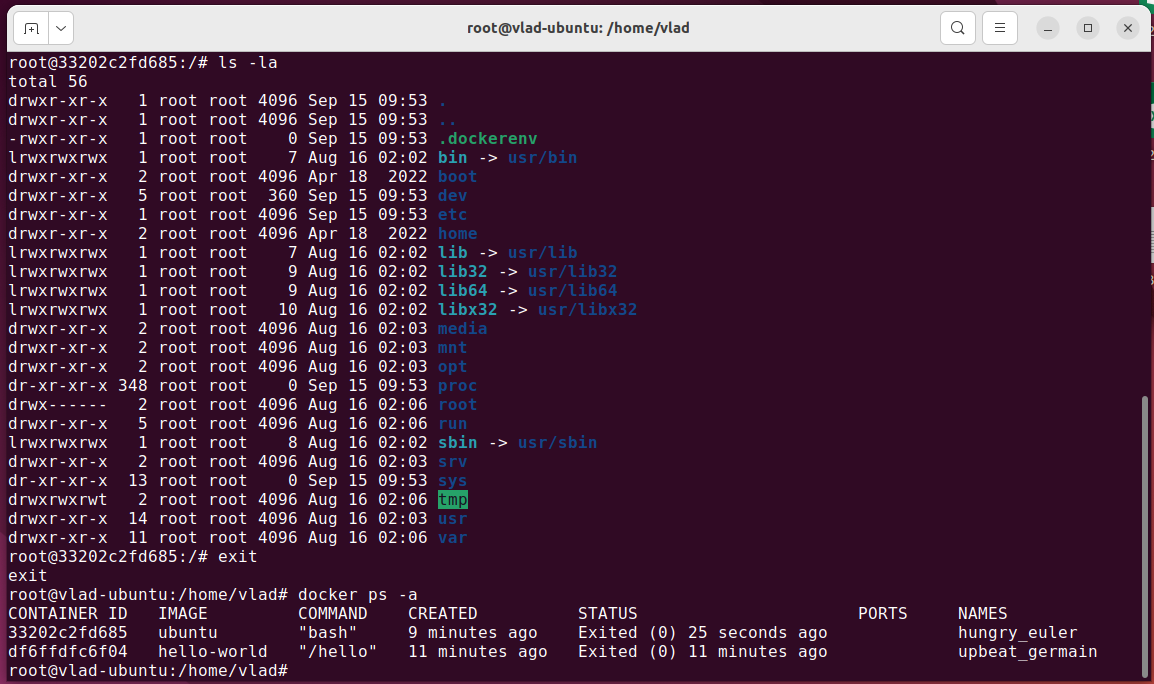 root@vlad-ubuntu: /home/vlad
root@33202c2fd685:/# ls -la
total 56
drwxr-xr-x   1 root root 4096 Sep 15 09:53 .
drwxr-xr-x   1 root root 4096 Sep 15 09:53 ..
-rwxr-xr-x   1 root root    0 Sep 15 09:53 .dockerenv
lrwxrwxrwx   1 root root    7 Aug 16 02:02 bin -> usr/bin
drwxr-xr-x   2 root root 4096 Apr 18  2022 boot
drwxr-xr-x   5 root root  360 Sep 15 09:53 dev
drwxr-xr-x   1 root root 4096 Sep 15 09:53 etc
drwxr-xr-x   2 root root 4096 Apr 18  2022 home
lrwxrwxrwx   1 root root    7 Aug 16 02:02 lib -> usr/lib
lrwxrwxrwx   1 root root    9 Aug 16 02:02 lib32 -> usr/lib32
lrwxrwxrwx   1 root root    9 Aug 16 02:02 lib64 -> usr/lib64
lrwxrwxrwx   1 root root   10 Aug 16 02:02 libx32 -> usr/libx32
drwxr-xr-x   2 root root 4096 Aug 16 02:03 media
drwxr-xr-x   2 root root 4096 Aug 16 02:03 mnt
drwxr-xr-x   2 root root 4096 Aug 16 02:03 opt
dr-xr-xr-x 348 root root    0 Sep 15 09:53 proc
drwx------   2 root root 4096 Aug 16 02:06 root
drwxr-xr-x   5 root root 4096 Aug 16 02:06 run
lrwxrwxrwx   1 root root    8 Aug 16 02:02 sbin -> usr/sbin
drwxr-xr-x   2 root root 4096 Aug 16 02:03 srv
dr-xr-xr-x  13 root root    0 Sep 15 09:53 sys
drwxrwxrwt   2 root root 4096 Aug 16 02:06 tmp
drwxr-xr-x  14 root root 4096 Aug 16 02:03 usr
drwxr-xr-x  11 root root 4096 Aug 16 02:06 var
root@33202c2fd685:/# exit
exit
root@vlad-ubuntu:/home/vlad# docker ps -a
CONTAINER ID   IMAGE         COMMAND    CREATED          STATUS                      PORTS     NAMES
33202c2fd685   ubuntu        "bash"     9 minutes ago    Exited (0) 25 seconds ago             hungry_euler
df6ffdfc6f04   hello-world   "/hello"   11 minutes ago   Exited (0) 11 minutes ago             upbeat_germain
root@vlad-ubuntu:/home/vlad#